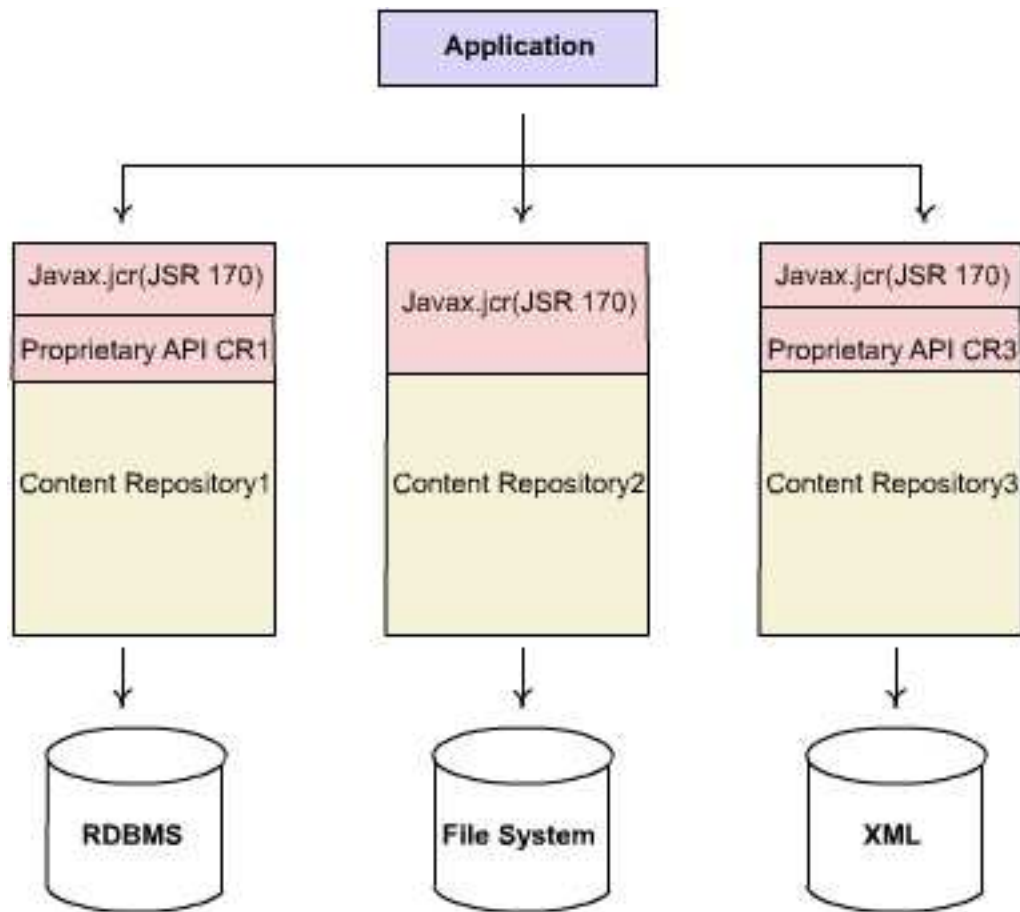 Application
Javax.jcr(JSR 170)
Proprietary API CR1
Content Repository1
Javax.jcr(JSR 170)
Content Repository2
Javax.jcr(JSR 170)
Proprietary API CR3
Content Repository3
RDBMS
File System
XML